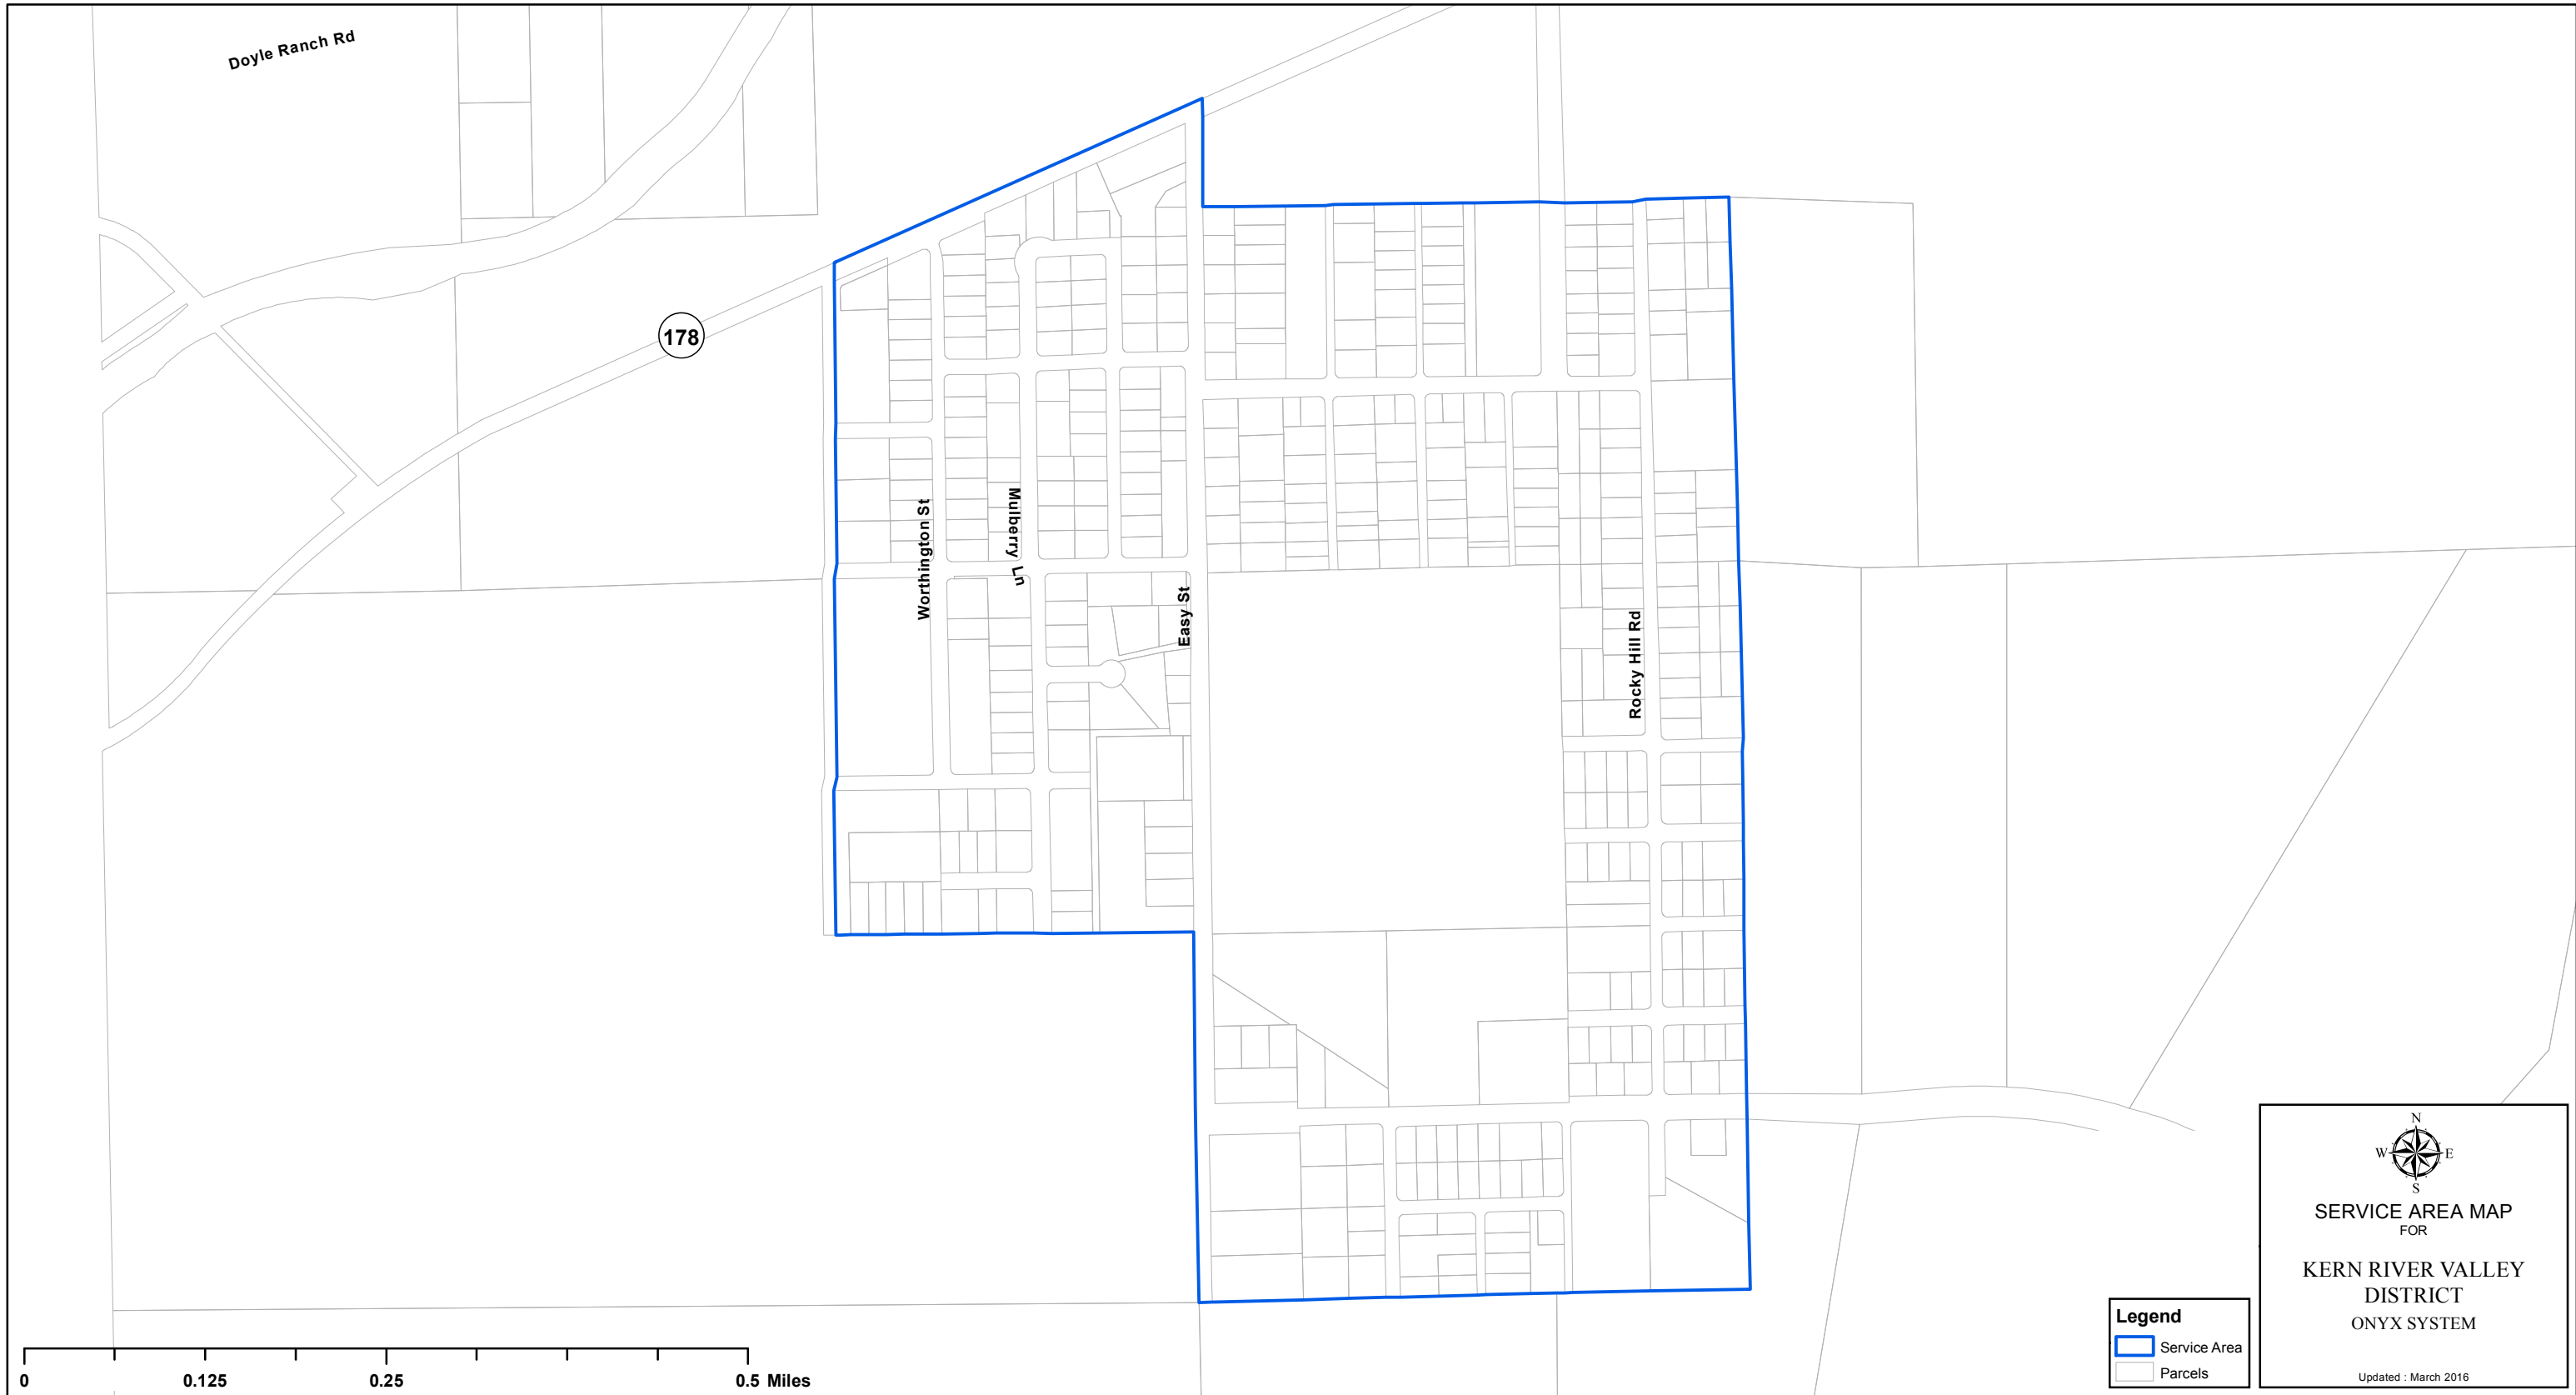 Doyle Ranch Rd
178
Worthington St
Mulberry Ln
Easy St
Rocky Hill Rd
N
W E
S
SERVICE AREA MAP
FOR
KERN RIVER VALLEY
DISTRICT
ONYX SYSTEM
Updated : March 2016
Legend
Service Area
Parcels
0 0.125 0.25 0.5 Miles